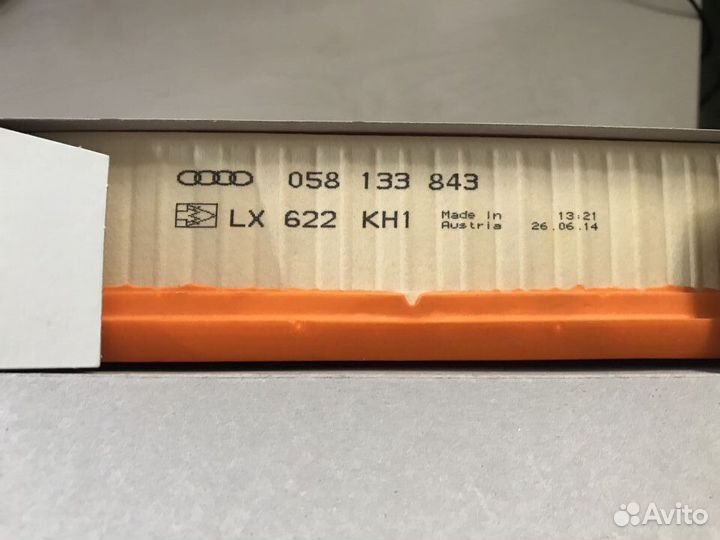 058 133 843
LX 622 KH1 Made in 13:21
Austria 26.06.14
Avito